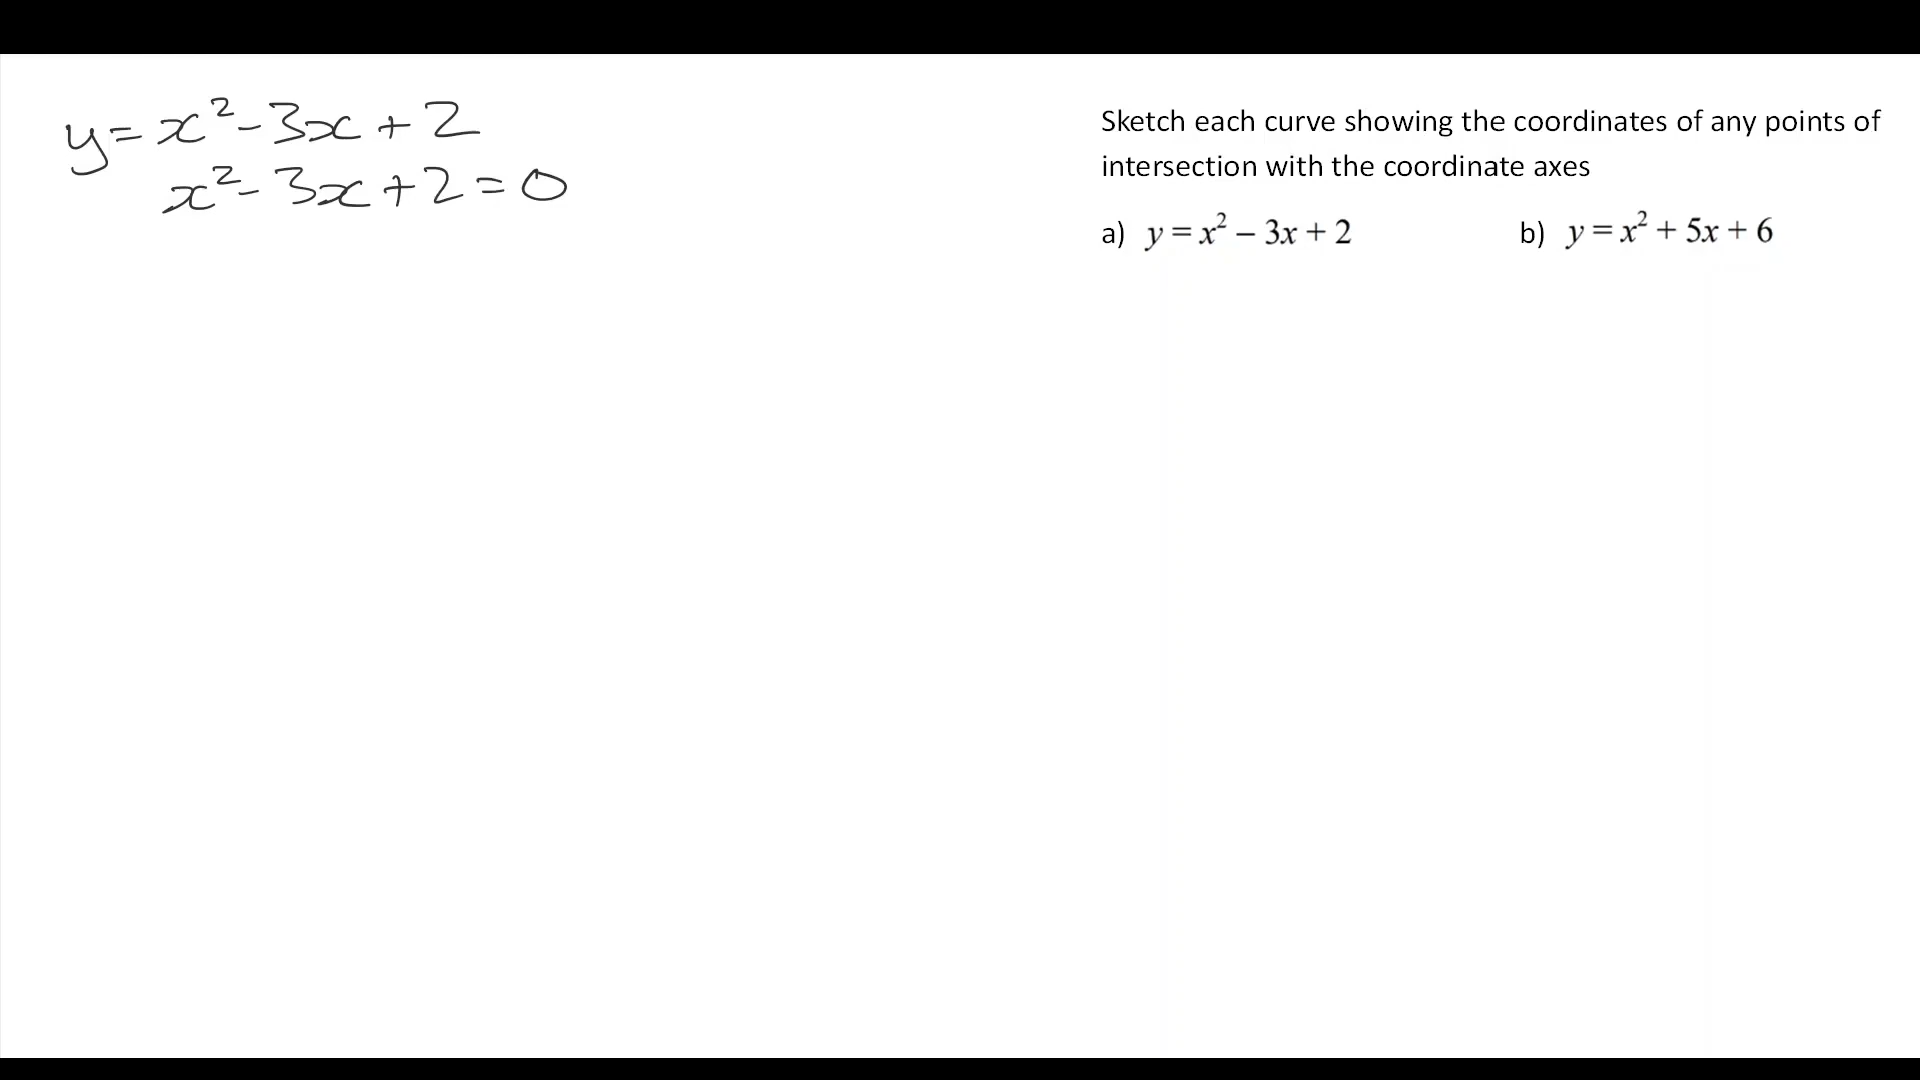 y = x² - 3x + 2
x² - 3x + 2 = 0
Sketch each curve showing the coordinates of any points of
intersection with the coordinate axes
a) y = x² – 3x + 2 b) y = x² + 5x + 6